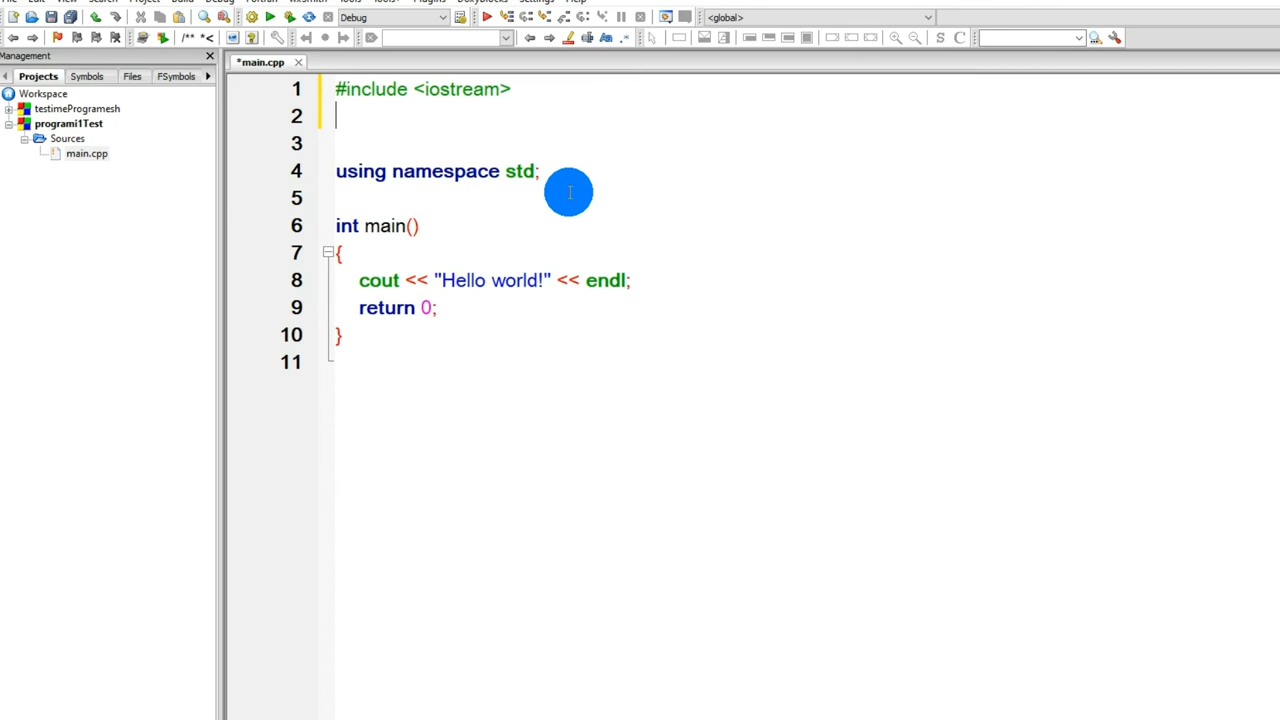 Debug
<global>
Management
*main.cpp
Projects Symbols Files FSymbols
Workspace
testimeProgramesh
programi1Test
Sources
main.cpp
1 #include <iostream>
2
3
4 using namespace std;
5
6 int main()
7 {
8 cout << "Hello world!" << endl;
9 return 0;
10 }
11